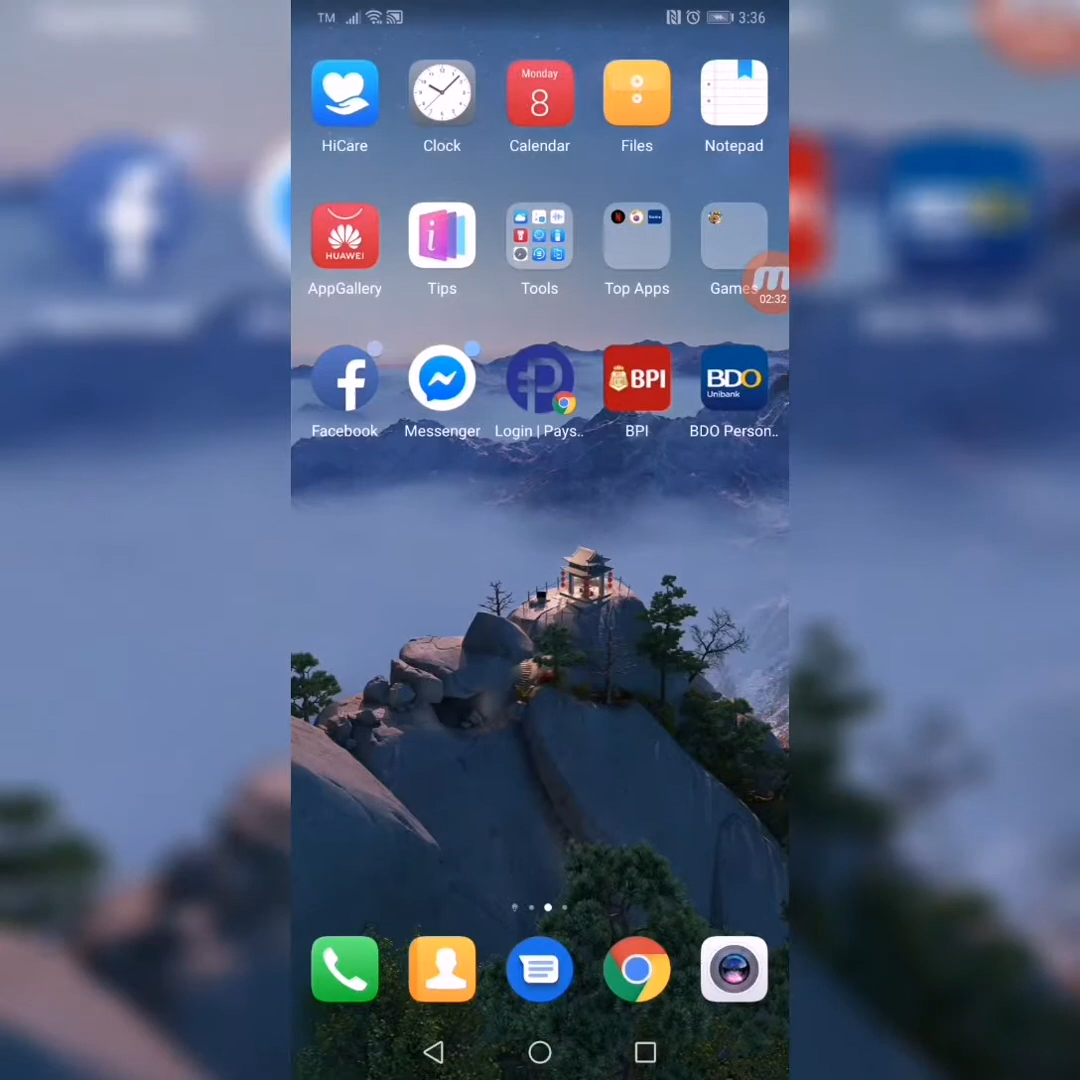 TM 3:36
Monday
8
HiCare Clock Calendar Files Notepad
HUAWEI
AppGallery Tips Tools Top Apps Games
02:32
BPI BDO
Unibank
Facebook Messenger Login | Pays.. BPI BDO Person..